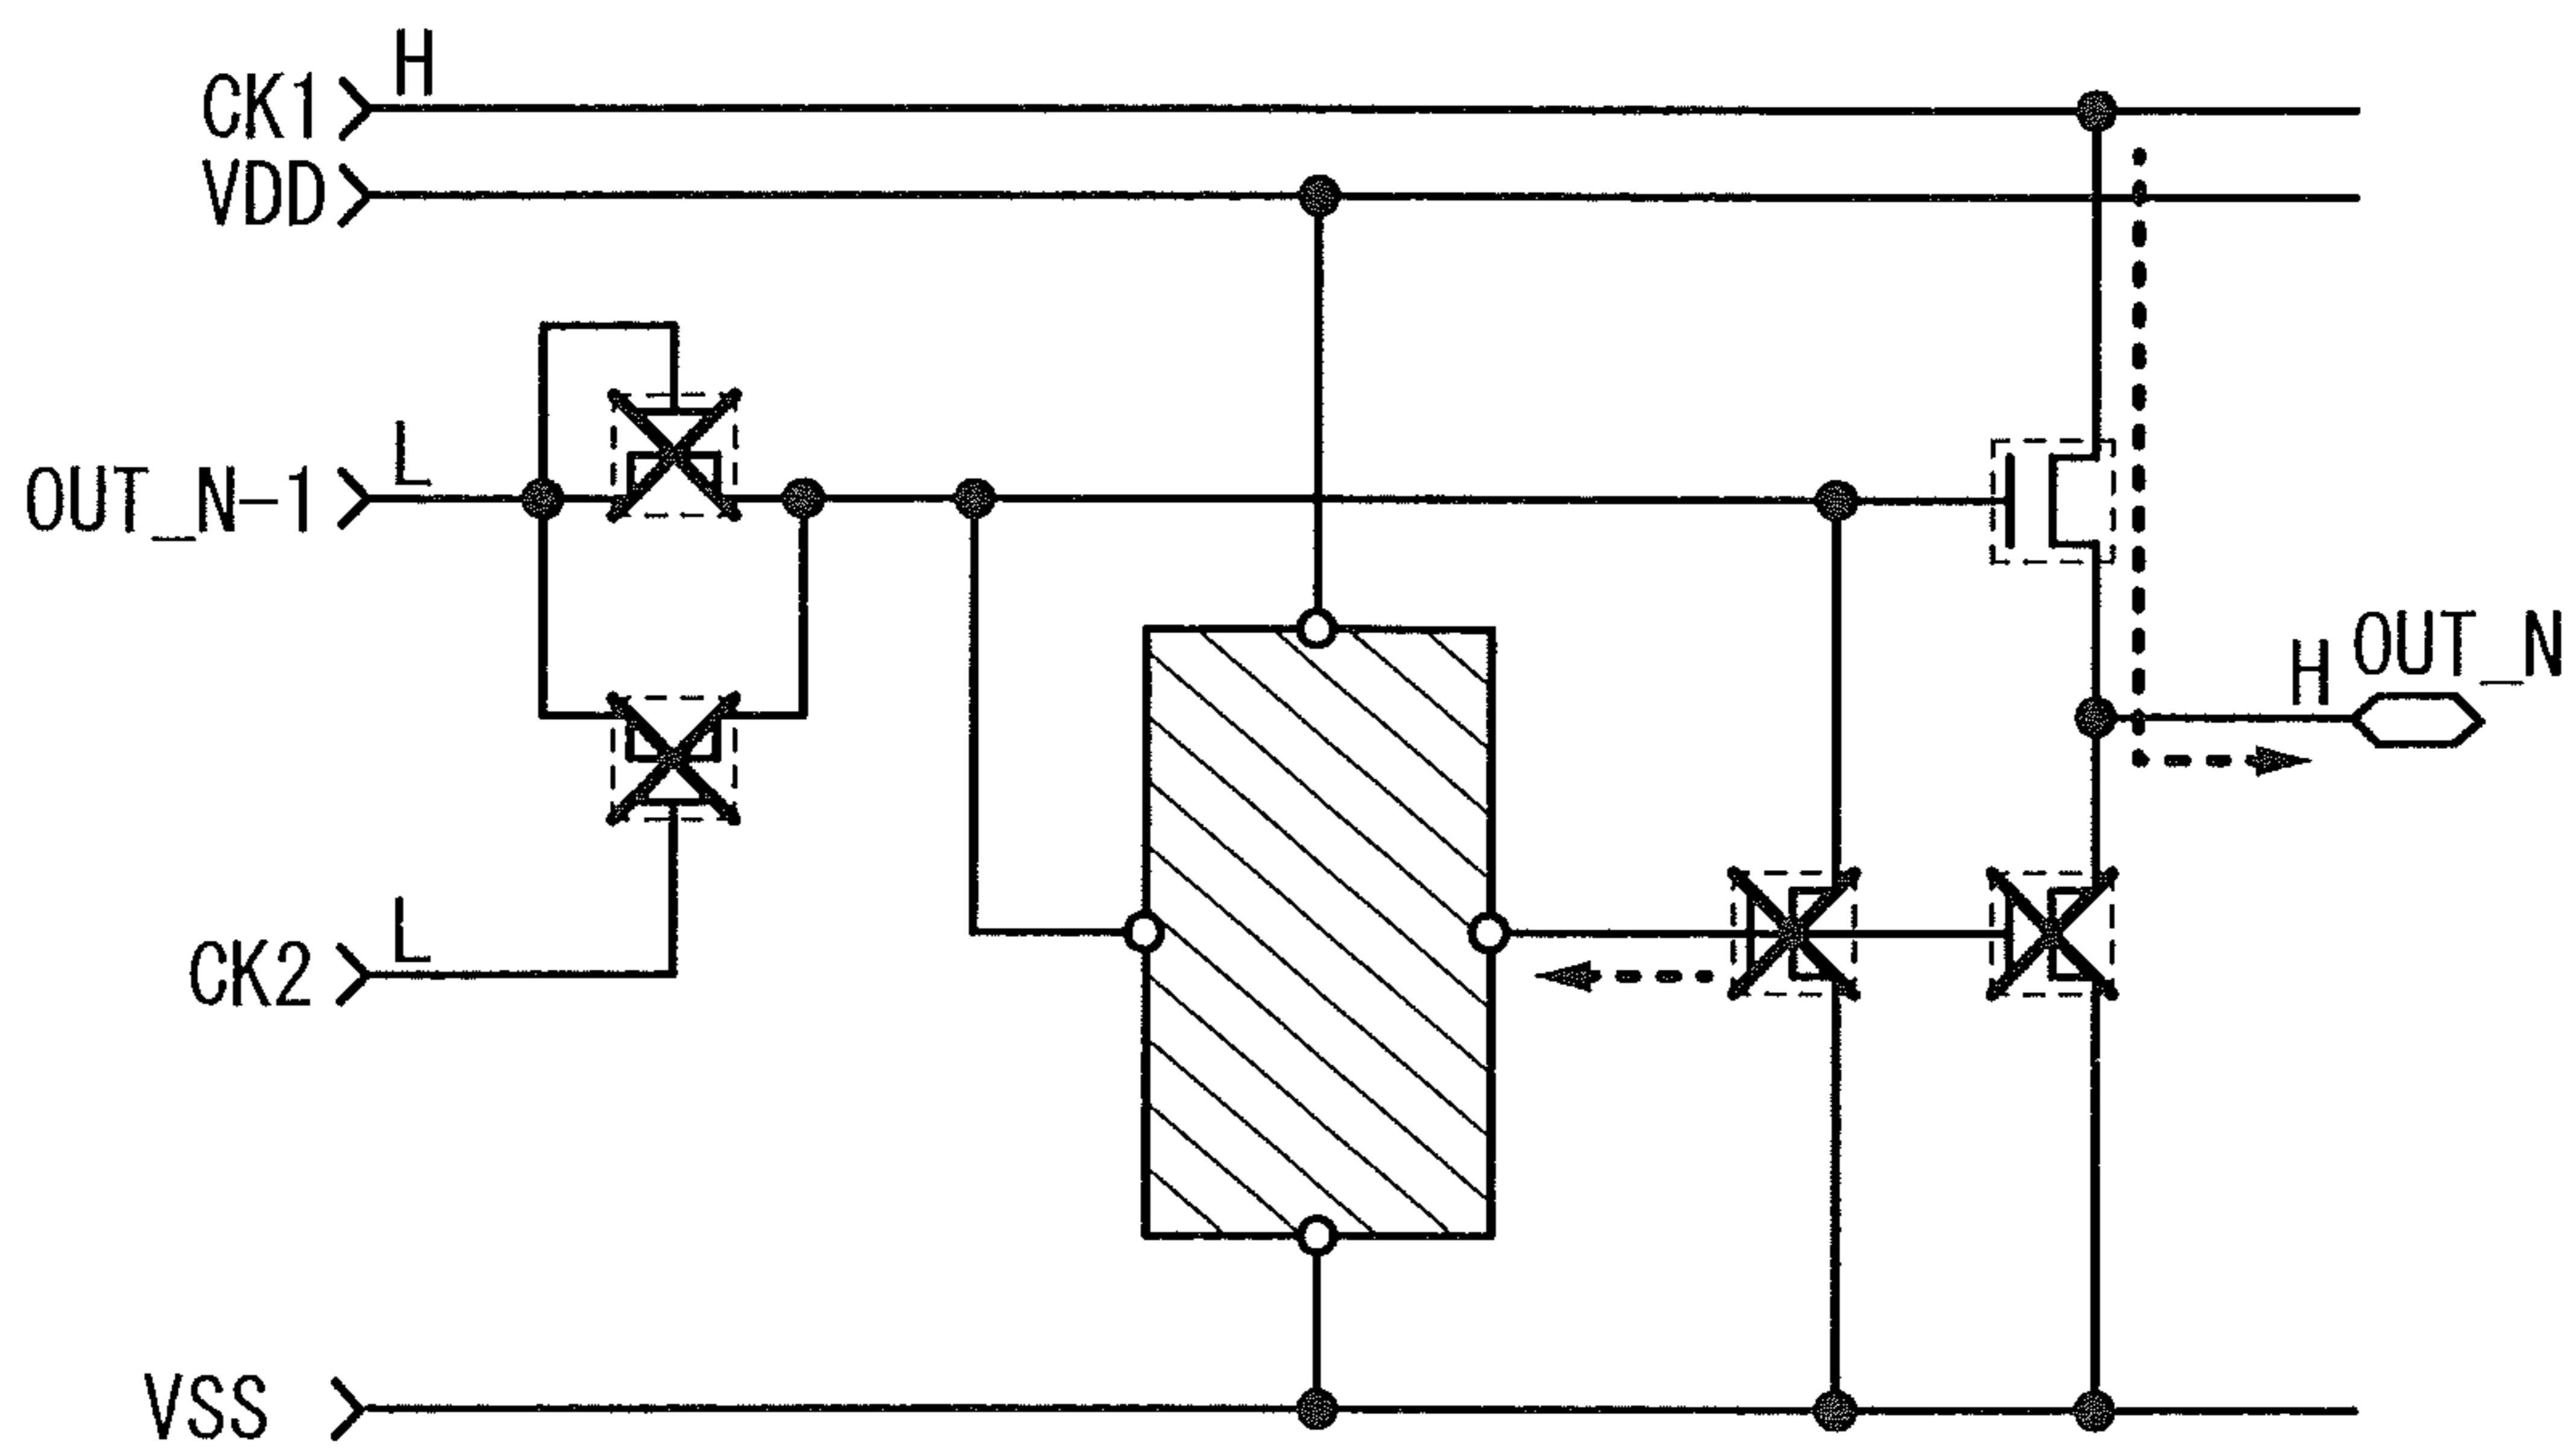 H
CK1
VDD
L
OUT_N-1
H OUT_N
L
CK2
VSS